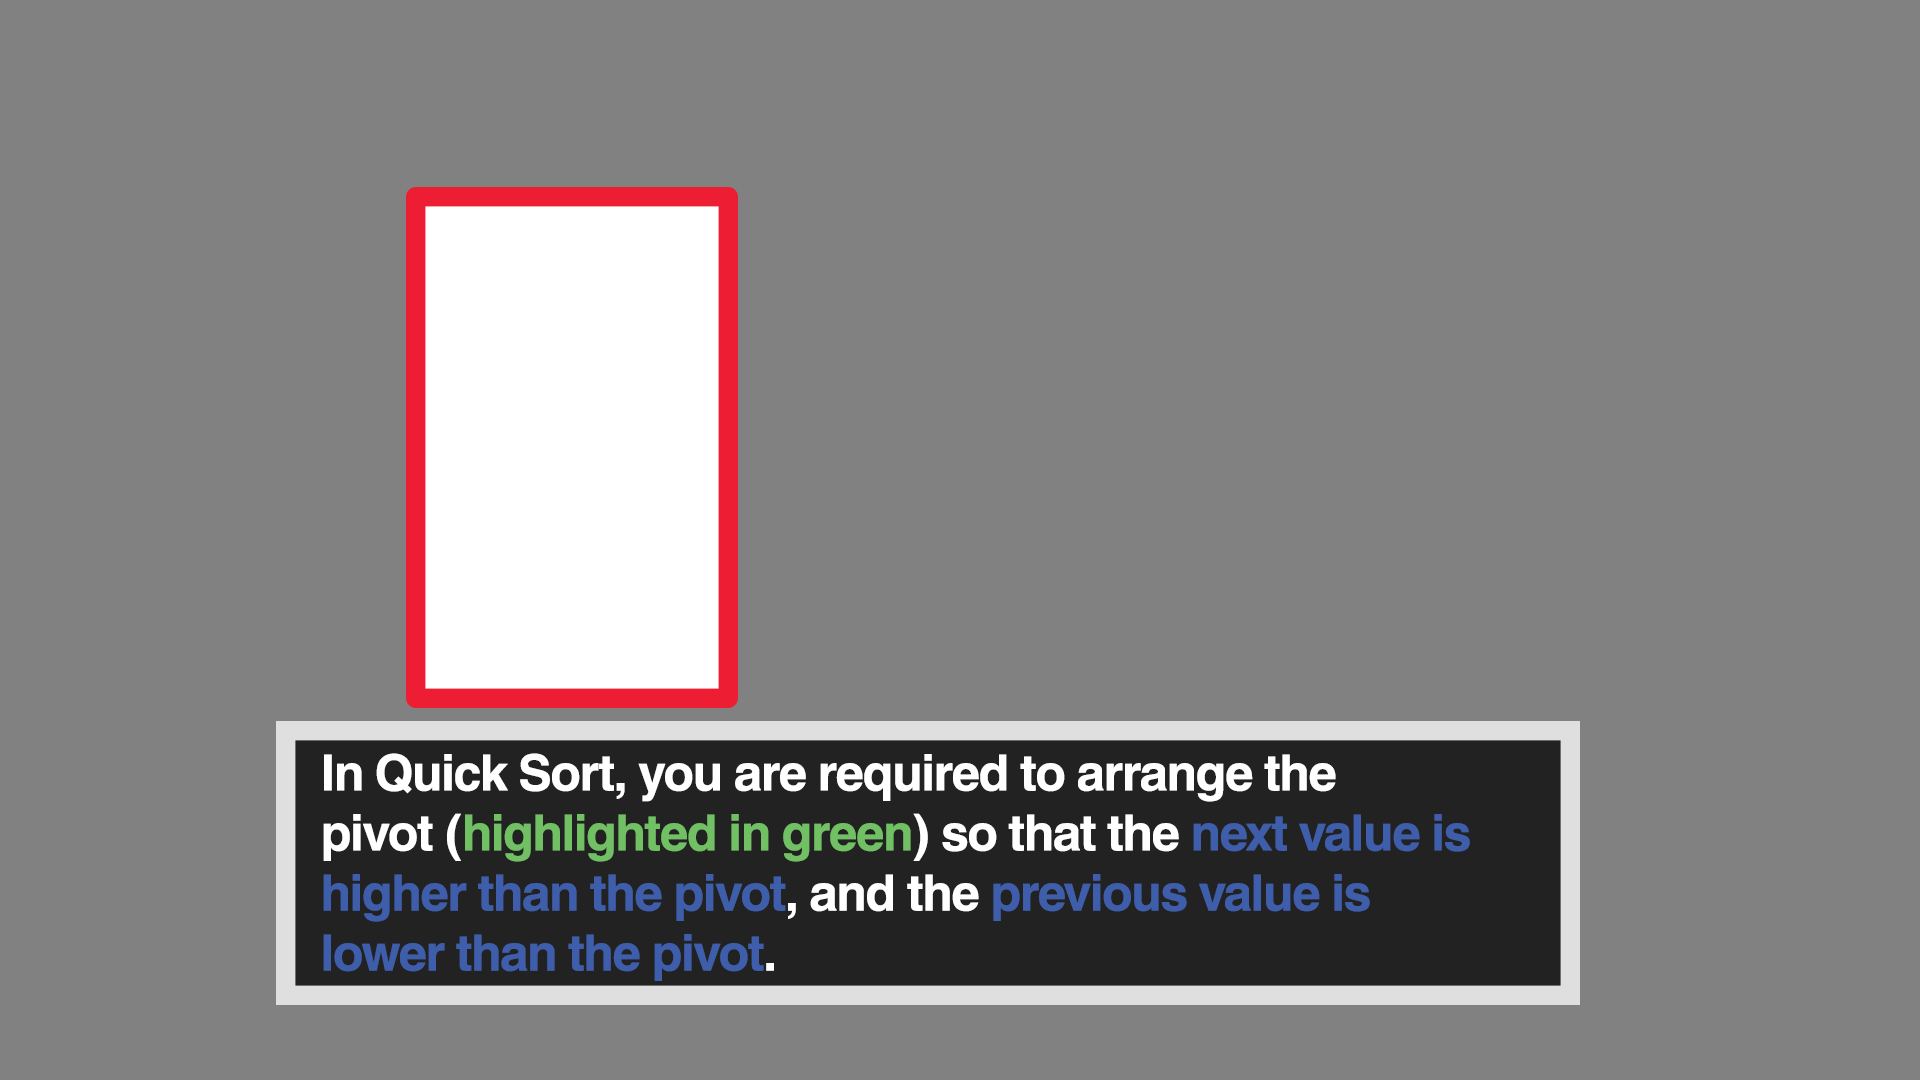 In Quick Sort, you are required to arrange the
pivot (highlighted in green) so that the next value is
higher than the pivot, and the previous value is
lower than the pivot.